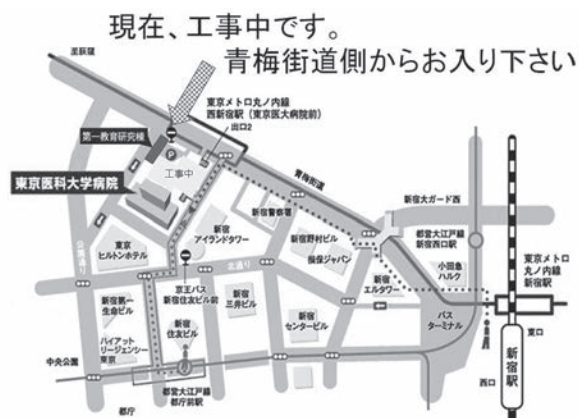 現在、工事中です。
青梅街道側からお入り下さい
至荻窪
東京メトロ丸ノ内線
西新宿駅（東京医大病院前）
出口2
第一教育研究棟
P
工事中
東京医科大学病院
青梅街道
新宿警察署
新宿大ガード西
新宿
アイランドタワー
新宿野村ビル
都営大江戸線
新宿西口駅
東京
ヒルトンホテル
公園通り
北通り
損保ジャパン
小田急
ハルク
東京メトロ
丸ノ内線
新宿駅
京王バス
新宿住友ビル前
新宿
エルタワー
新宿第一
生命ビル
新宿
三井ビル
新宿
住友ビル
新宿
センタービル
バス
ターミナル
東口
ハイアット
リージェンシー
東京
中央公園
西口
新宿駅
都営大江戸線
都庁前駅
都庁